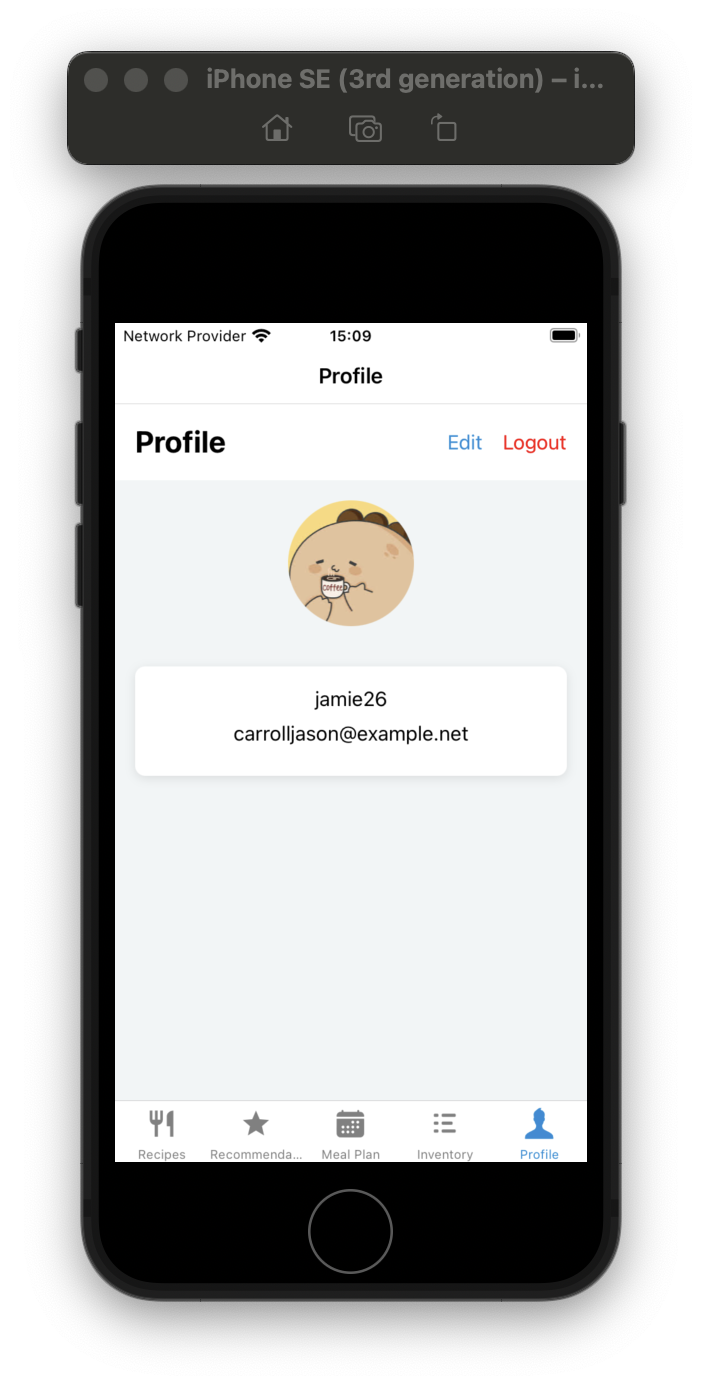 iPhone SE (3rd generation) – i...
Network Provider 15:09
Profile
Profile Edit Logout
coffee
jamie26
carrolljason@example.net
Recipes Recommenda... Meal Plan Inventory Profile